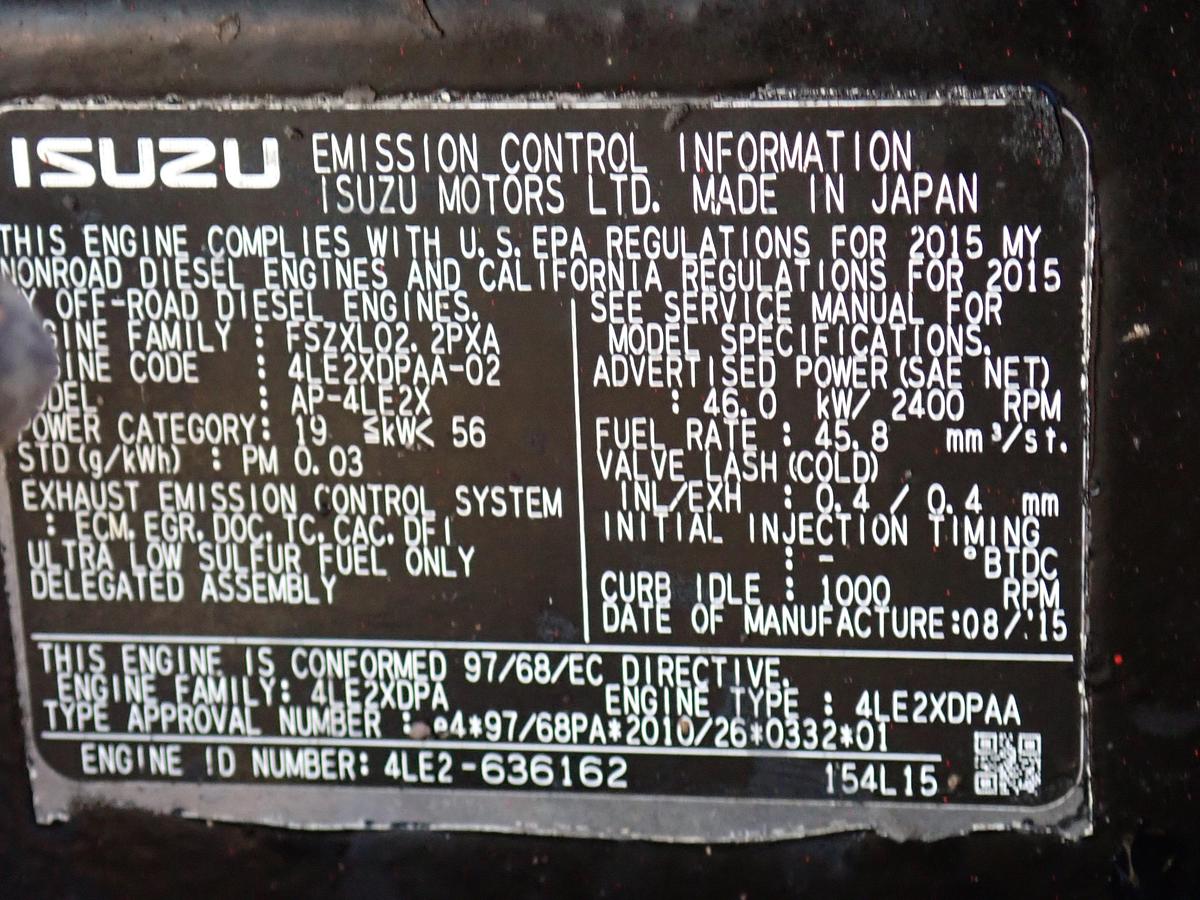 ISUZU EMISSION CONTROL INFORMATION
ISUZU MOTORS LTD. MADE IN JAPAN
THIS ENGINE COMPLIES WITH U.S. EPA REGULATIONS FOR 2015 MY
NONROAD DIESEL ENGINES AND CALIFORNIA REGULATIONS FOR 2015
OFF-ROAD DIESEL ENGINES.
FAMILY : FSZXL02.2PXA
CODE : 4LE2XDPAA-02
: AP-4LE2X
POWER CATEGORY: 19 ≦kW< 56
STD(g/kWh) : PM 0.03
EXHAUST EMISSION CONTROL SYSTEM
: ECM. EGR. DOC. TC. CAC. DFI
ULTRA LOW SULFUR FUEL ONLY
DELEGATED ASSEMBLY
SEE SERVICE MANUAL FOR
MODEL SPECIFICATIONS.
ADVERTISED POWER(SAE NET)
: 46.0 kW/ 2400 RPM
FUEL RATE : 45.8 mm³/st.
VALVE LASH(COLD)
INL/EXH : 0.4 / 0.4 mm
INITIAL INJECTION TIMING
: - °BTDC
CURB IDLE : 1000 RPM
DATE OF MANUFACTURE:08/'15
THIS ENGINE IS CONFORMED 97/68/EC DIRECTIVE.
ENGINE FAMILY: 4LE2XDPA ENGINE TYPE : 4LE2XDPAA
TYPE APPROVAL NUMBER : e4*97/68PA*2010/26*0332*01
ENGINE ID NUMBER: 4LE2-636162 154L15